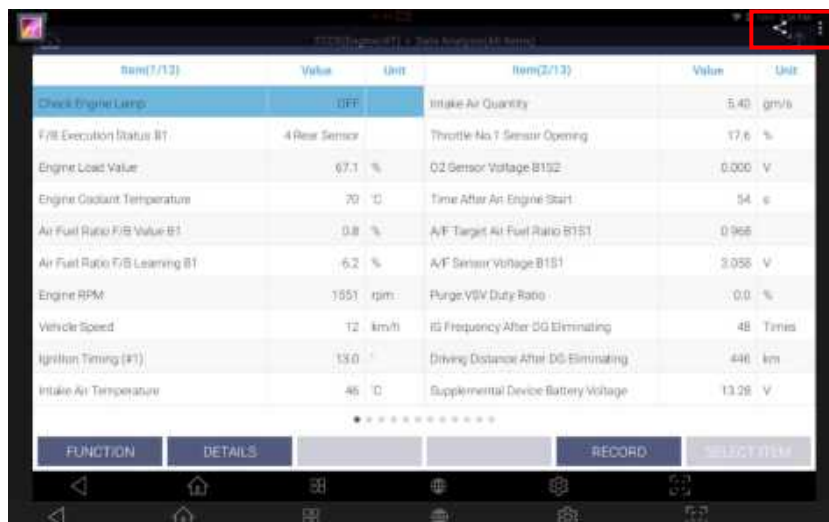 Item(1/13) Value Unit Item(2/13) Value Unit
Check Engine Lamp OFF Intake Air Quantity 5.40 gm/s
F/B Execution Status B1 4:Rear Sensor Throttle No.1 Sensor Opening 17.6 %
Engine Load Value 67.1 % O2 Sensor Voltage B1S2 0.000 V
Engine Coolant Temperature 70 ℃ Time After An Engine Start 54 s
Air Fuel Ratio F/B Value B1 0.8 % A/F Target Air Fuel Ratio B1S1 0.966
Air Fuel Ratio F/B Learning B1 6.2 % A/F Sensor Voltage B1S1 3.058 V
Engine RPM 1551 rpm Purge VSV Duty Ratio 0.0 %
Vehicle Speed 12 km/h IG Frequency After DG Eliminating 48 Times
Ignition Timing (#1) 13.0 ° Driving Distance After DG Eliminating 446 km
Intake Air Temperature 46 ℃ Supplemental Device Battery Voltage 13.28 V
FUNCTION DETAILS RECORD SELECT ITEM